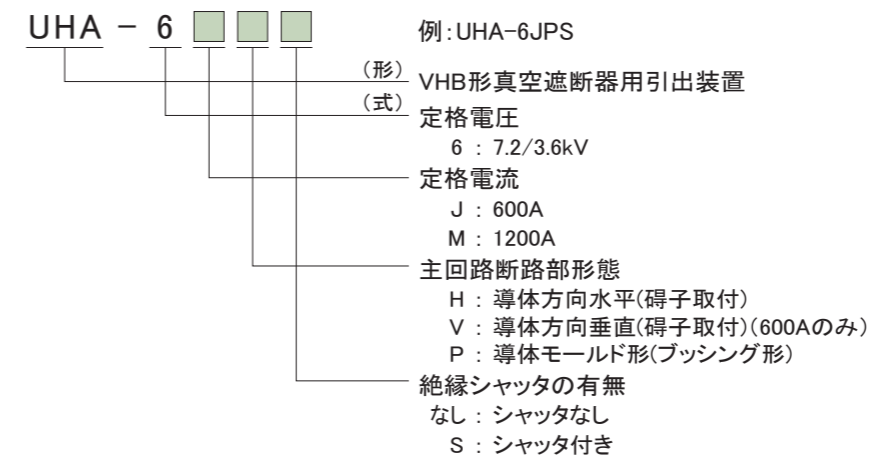 UHA - 6 例:UHA-6JPS
(形) VHB形真空遮断器用引出装置
(式) 定格電圧
6 : 7.2/3.6kV
定格電流
J : 600A
M : 1200A
主回路断路部形態
H : 導体方向水平(碍子取付)
V : 導体方向垂直(碍子取付)(600Aのみ)
P : 導体モールド形(ブッシング形)
絶縁シャッタの有無
なし : シャッタなし
S : シャッタ付き